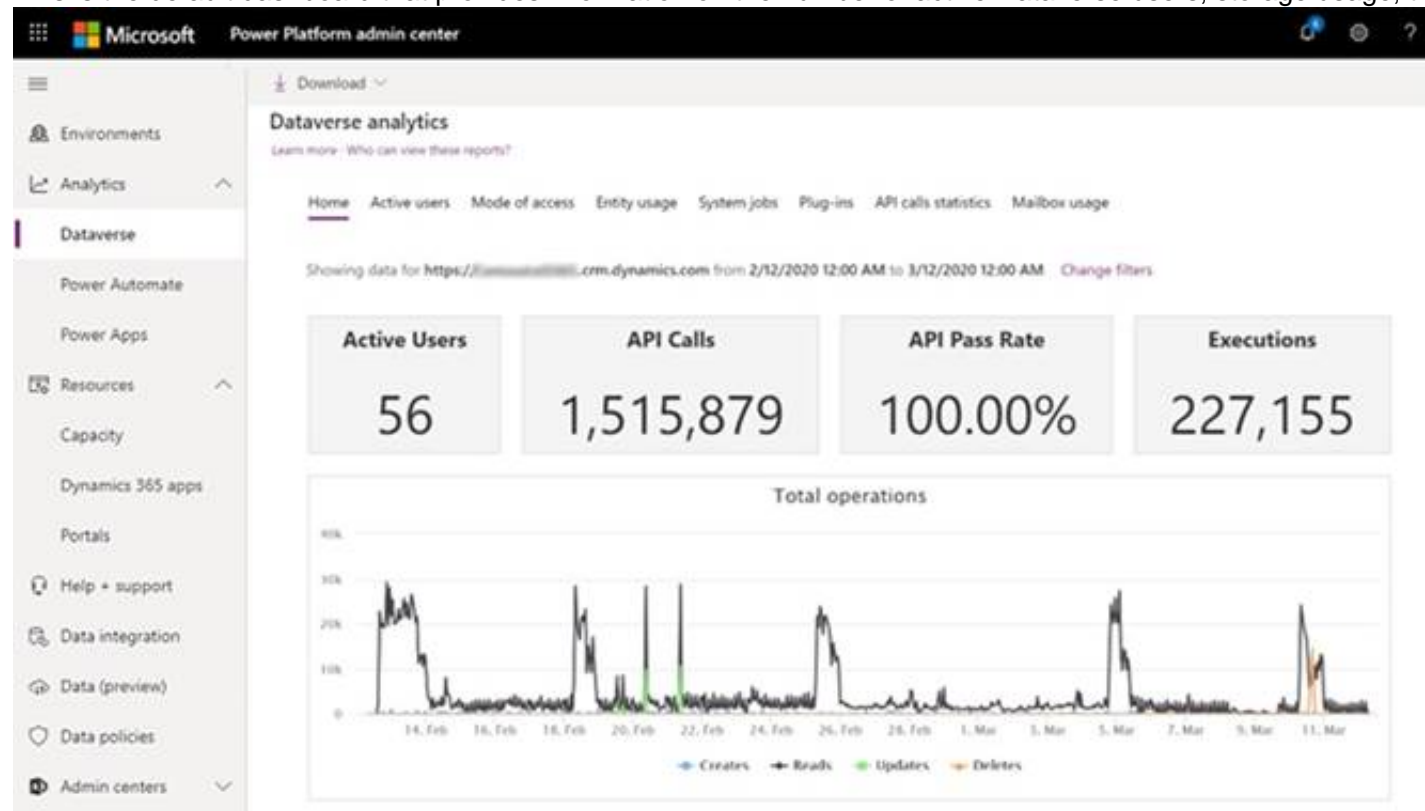 Microsoft Power Platform admin center
?
Download
Environments
Analytics
Dataverse
Power Automate
Power Apps
Resources
Capacity
Dynamics 365 apps
Portals
Help + support
Data integration
Data (preview)
Data policies
Admin centers
Dataverse analytics
Learn more · Who can view these reports?
Home Active users Mode of access Entity usage System jobs Plug-ins API calls statistics Mailbox usage
Showing data for https:// .crm.dynamics.com from 2/12/2020 12:00 AM to 3/12/2020 12:00 AM Change filters
Active Users API Calls API Pass Rate Executions
56 1,515,879 100.00% 227,155
Total operations
40k
30k
20k
10k
0
14. Feb 16. Feb 18. Feb 20. Feb 22. Feb 24. Feb 26. Feb 28. Feb 1. Mar 3. Mar 5. Mar 7. Mar 9. Mar 11. Mar
Creates Reads Updates Deletes